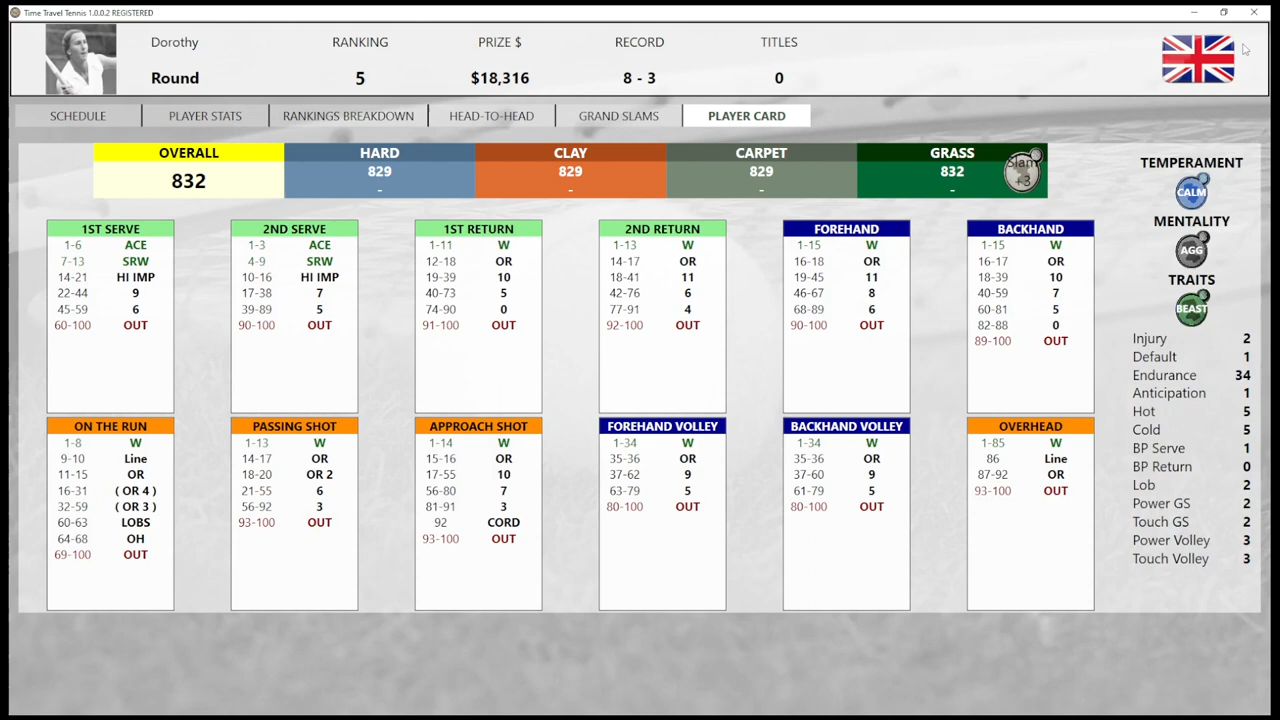 Time Travel Tennis 1.0.0.2 REGISTERED
Dorothy RANKING PRIZE $ RECORD TITLES
Round 5 $18,316 8 - 3 0
SCHEDULE PLAYER STATS RANKINGS BREAKDOWN HEAD-TO-HEAD GRAND SLAMS PLAYER CARD
OVERALL HARD CLAY CARPET GRASS
832 829 829 829 832
- - - -
Slam +3
TEMPERAMENT
CALM
MENTALITY
AGG
TRAITS
BEAST
Injury 2
Default 1
Endurance 34
Anticipation 1
Hot 5
Cold 5
BP Serve 1
BP Return 0
Lob 2
Power GS 2
Touch GS 2
Power Volley 3
Touch Volley 3
1ST SERVE
1-6 ACE
7-13 SRW
14-21 HI IMP
22-44 9
45-59 6
60-100 OUT
2ND SERVE
1-3 ACE
4-9 SRW
10-16 HI IMP
17-38 7
39-89 5
90-100 OUT
1ST RETURN
1-11 W
12-18 OR
19-39 10
40-73 5
74-90 0
91-100 OUT
2ND RETURN
1-13 W
14-17 OR
18-41 11
42-76 6
77-91 4
92-100 OUT
FOREHAND
1-15 W
16-18 OR
19-45 11
46-67 8
68-89 6
90-100 OUT
BACKHAND
1-15 W
16-17 OR
18-39 10
40-59 7
60-81 5
82-88 0
89-100 OUT
ON THE RUN
1-8 W
9-10 Line
11-15 OR
16-31 ( OR 4 )
32-59 ( OR 3 )
60-63 LOBS
64-68 OH
69-100 OUT
PASSING SHOT
1-13 W
14-17 OR
18-20 OR 2
21-55 6
56-92 3
93-100 OUT
APPROACH SHOT
1-14 W
15-16 OR
17-55 10
56-80 7
81-91 3
92 CORD
93-100 OUT
FOREHAND VOLLEY
1-34 W
35-36 OR
37-62 9
63-79 5
80-100 OUT
BACKHAND VOLLEY
1-34 W
35-36 OR
37-60 9
61-79 5
80-100 OUT
OVERHEAD
1-85 W
86 Line
87-92 OR
93-100 OUT